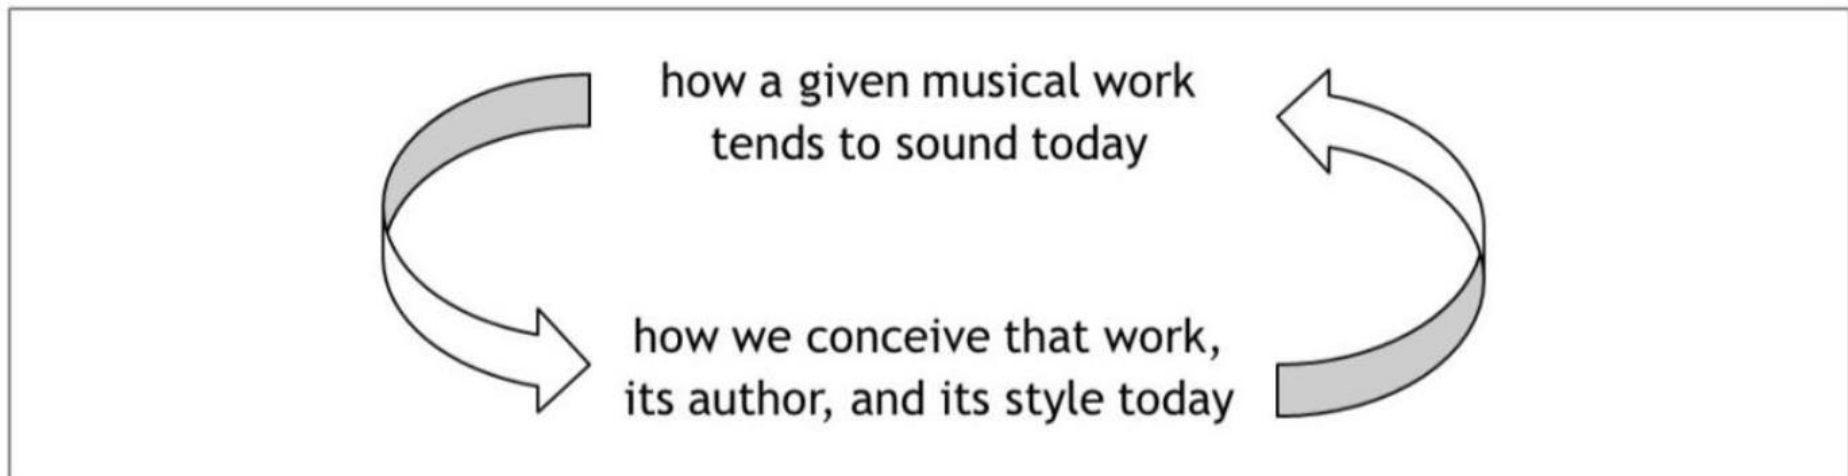 how a given musical work
tends to sound today
how we conceive that work,
its author, and its style today